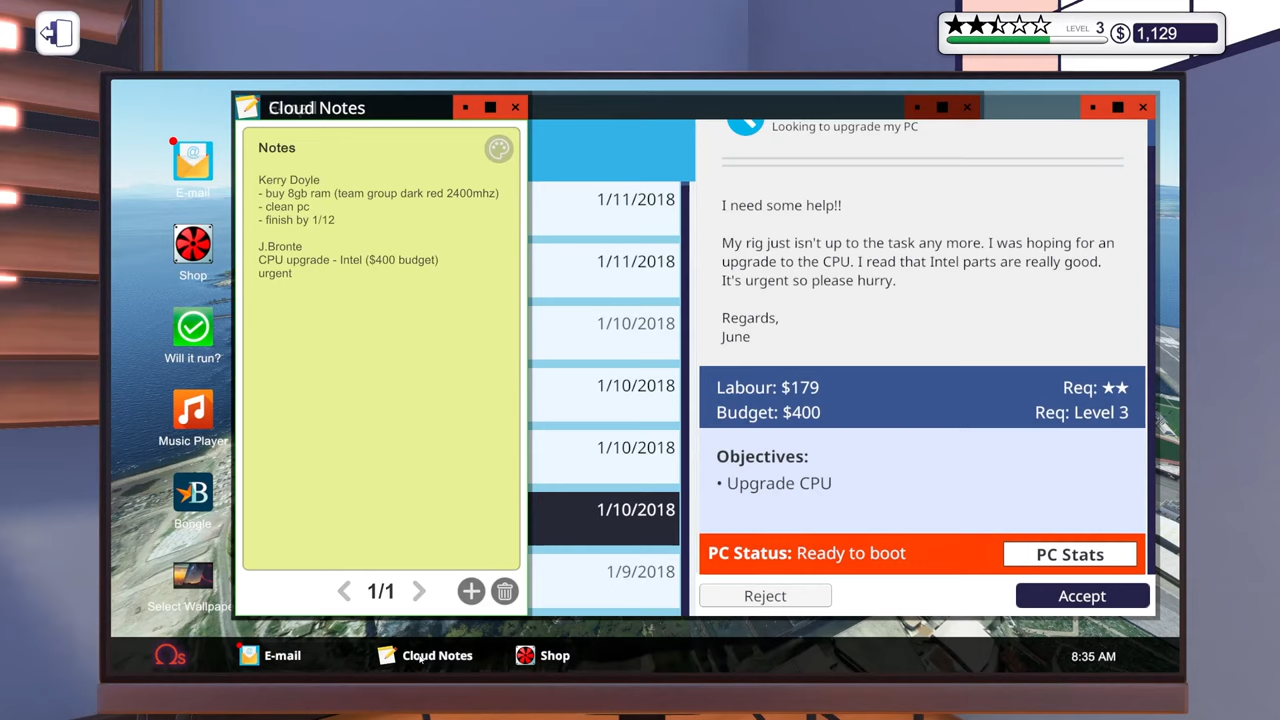 LEVEL 3
$ 1,129
Cloud Notes
Notes
Kerry Doyle
- buy 8gb ram (team group dark red 2400mhz)
- clean pc
- finish by 1/12
J.Bronte
CPU upgrade - Intel ($400 budget)
urgent
1/1
E-mail
Shop
Will it run?
Music Player
Bongle
Select Wallpape
1/11/2018
1/11/2018
1/10/2018
1/10/2018
1/10/2018
1/10/2018
1/9/2018
Looking to upgrade my PC
I need some help!!
My rig just isn't up to the task any more. I was hoping for an
upgrade to the CPU. I read that Intel parts are really good.
It's urgent so please hurry.
Regards,
June
Labour: $179
Req: ★★
Budget: $400
Req: Level 3
Objectives:
• Upgrade CPU
PC Status: Ready to boot
PC Stats
Reject
Accept
Ωs
E-mail
Cloud Notes
Shop
8:35 AM